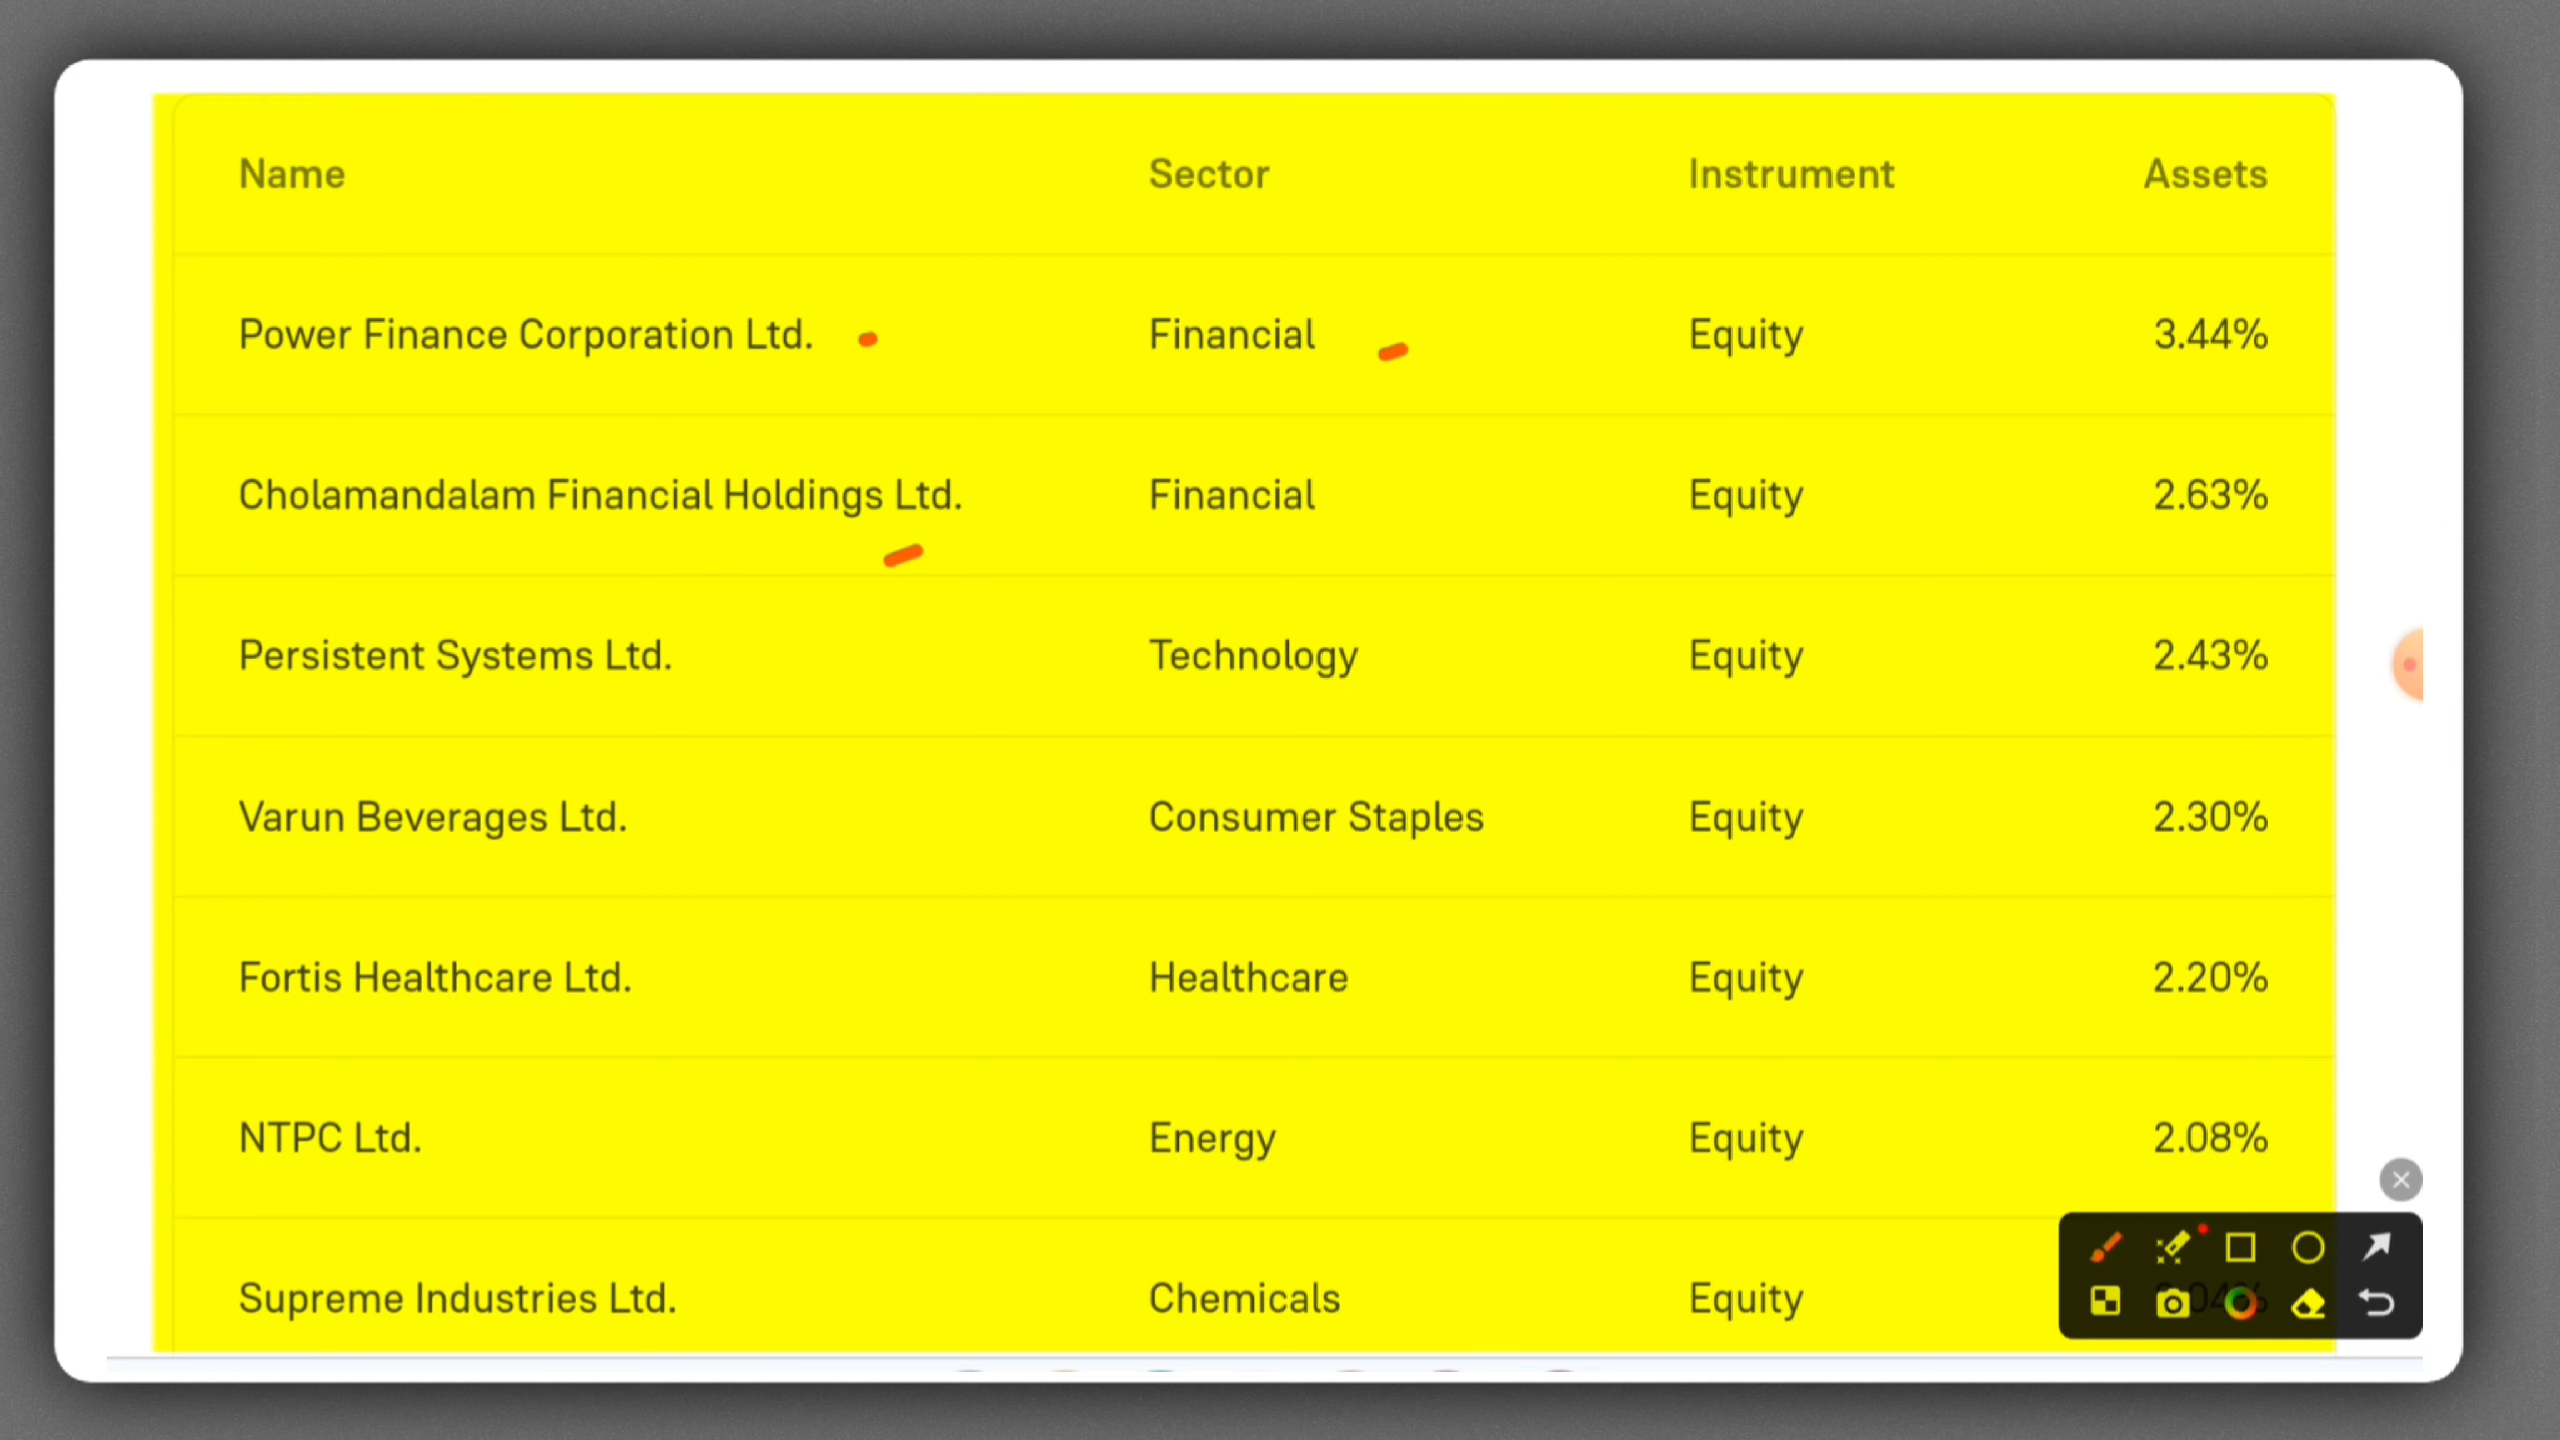 Name Sector Instrument Assets
Power Finance Corporation Ltd. Financial Equity 3.44%
Cholamandalam Financial Holdings Ltd. Financial Equity 2.63%
Persistent Systems Ltd. Technology Equity 2.43%
Varun Beverages Ltd. Consumer Staples Equity 2.30%
Fortis Healthcare Ltd. Healthcare Equity 2.20%
NTPC Ltd. Energy Equity 2.08%
Supreme Industries Ltd. Chemicals Equity